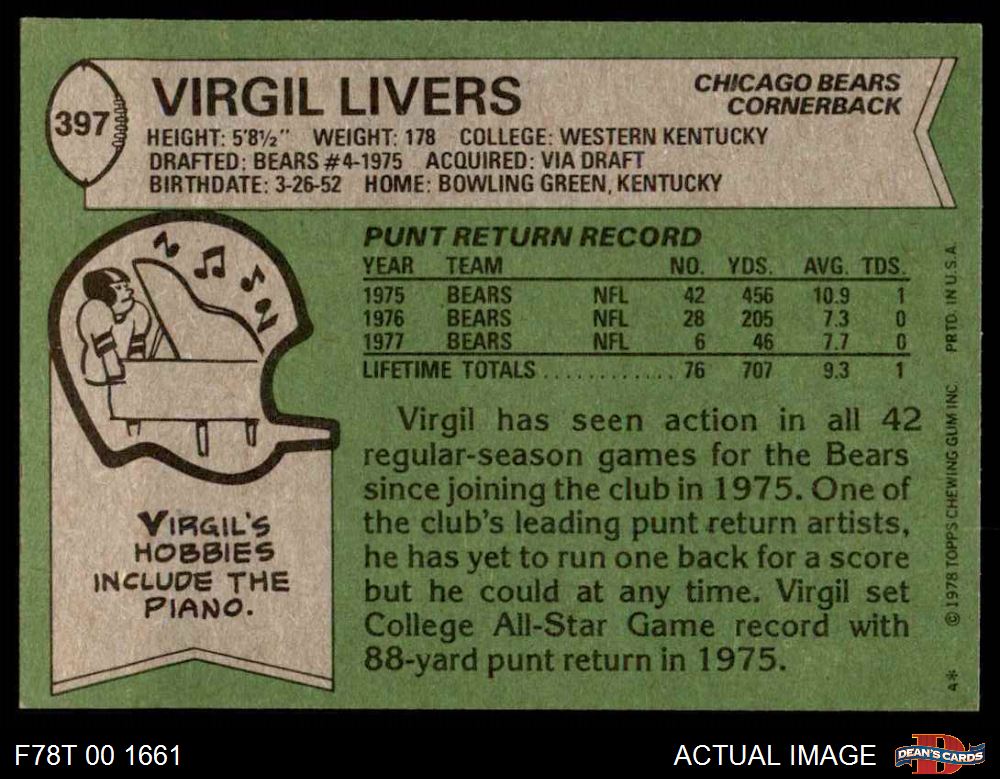 397
VIRGIL LIVERS
CHICAGO BEARS
CORNERBACK
HEIGHT: 5'8½" WEIGHT: 178 COLLEGE: WESTERN KENTUCKY
DRAFTED: BEARS #4-1975 ACQUIRED: VIA DRAFT
BIRTHDATE: 3-26-52 HOME: BOWLING GREEN, KENTUCKY
PUNT RETURN RECORD
YEAR TEAM NO. YDS. AVG. TDS.
1975 BEARS NFL 42 456 10.9 1
1976 BEARS NFL 28 205 7.3 0
1977 BEARS NFL 6 46 7.7 0
LIFETIME TOTALS ............ 76 707 9.3 1
Virgil has seen action in all 42
regular-season games for the Bears
since joining the club in 1975. One of
the club's leading punt return artists,
he has yet to run one back for a score
but he could at any time. Virgil set
College All-Star Game record with
88-yard punt return in 1975.
VIRGIL'S
HOBBIES
INCLUDE THE
PIANO.
4* © 1978 TOPPS CHEWING GUM INC PRTD. IN U.S.A.
F78T 00 1661
ACTUAL IMAGE
D
DEAN'S CARDS